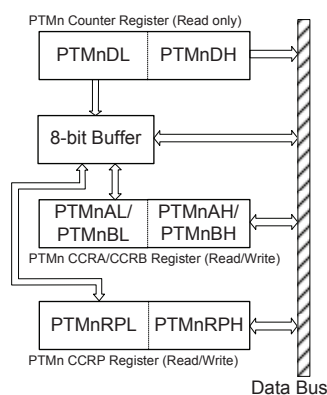 PTMn Counter Register (Read only)
PTMnDL PTMnDH
8-bit Buffer
PTMnAL/ PTMnAH/
PTMnBL PTMnBH
PTMn CCRA/CCRB Register (Read/Write)
PTMnRPL PTMnRPH
PTMn CCRP Register (Read/Write)
Data Bus